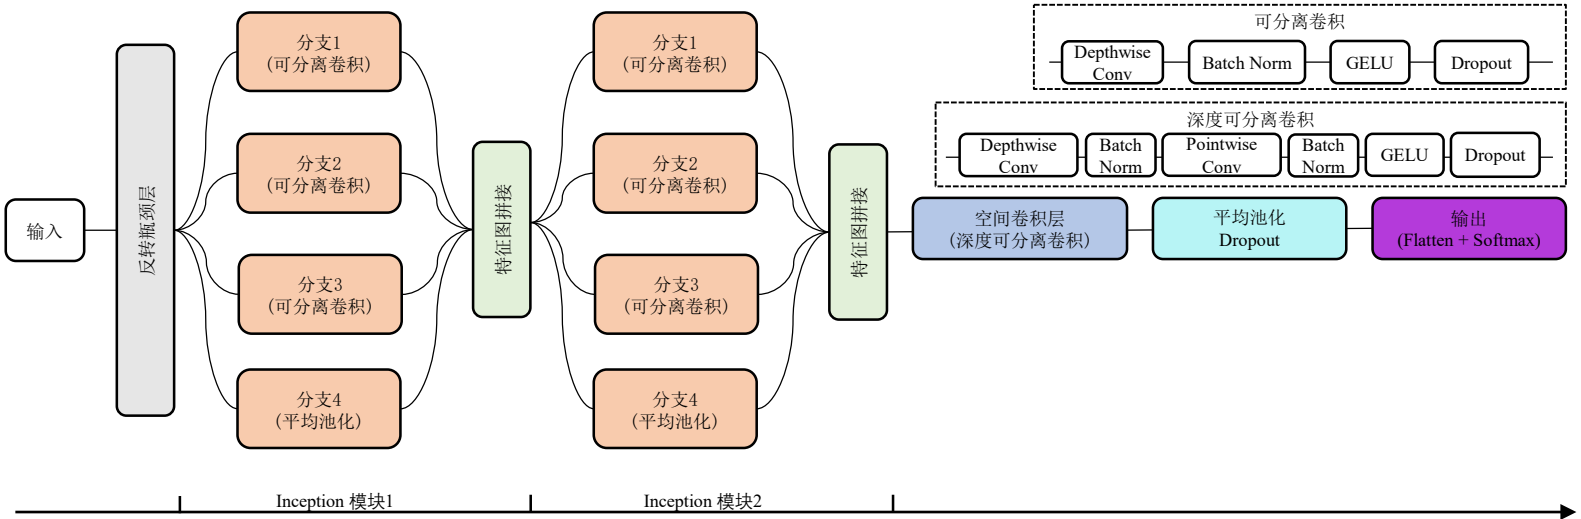 输入
反转瓶颈层
分支1
(可分离卷积)
分支2
(可分离卷积)
分支3
(可分离卷积)
分支4
(平均池化)
特征图拼接
分支1
(可分离卷积)
分支2
(可分离卷积)
分支3
(可分离卷积)
分支4
(平均池化)
特征图拼接
可分离卷积
Depthwise
Conv
Batch Norm
GELU
Dropout
深度可分离卷积
Depthwise
Conv
Batch
Norm
Pointwise
Conv
Batch
Norm
GELU
Dropout
空间卷积层
(深度可分离卷积)
平均池化
Dropout
输出
(Flatten + Softmax)
Inception 模块1
Inception 模块2